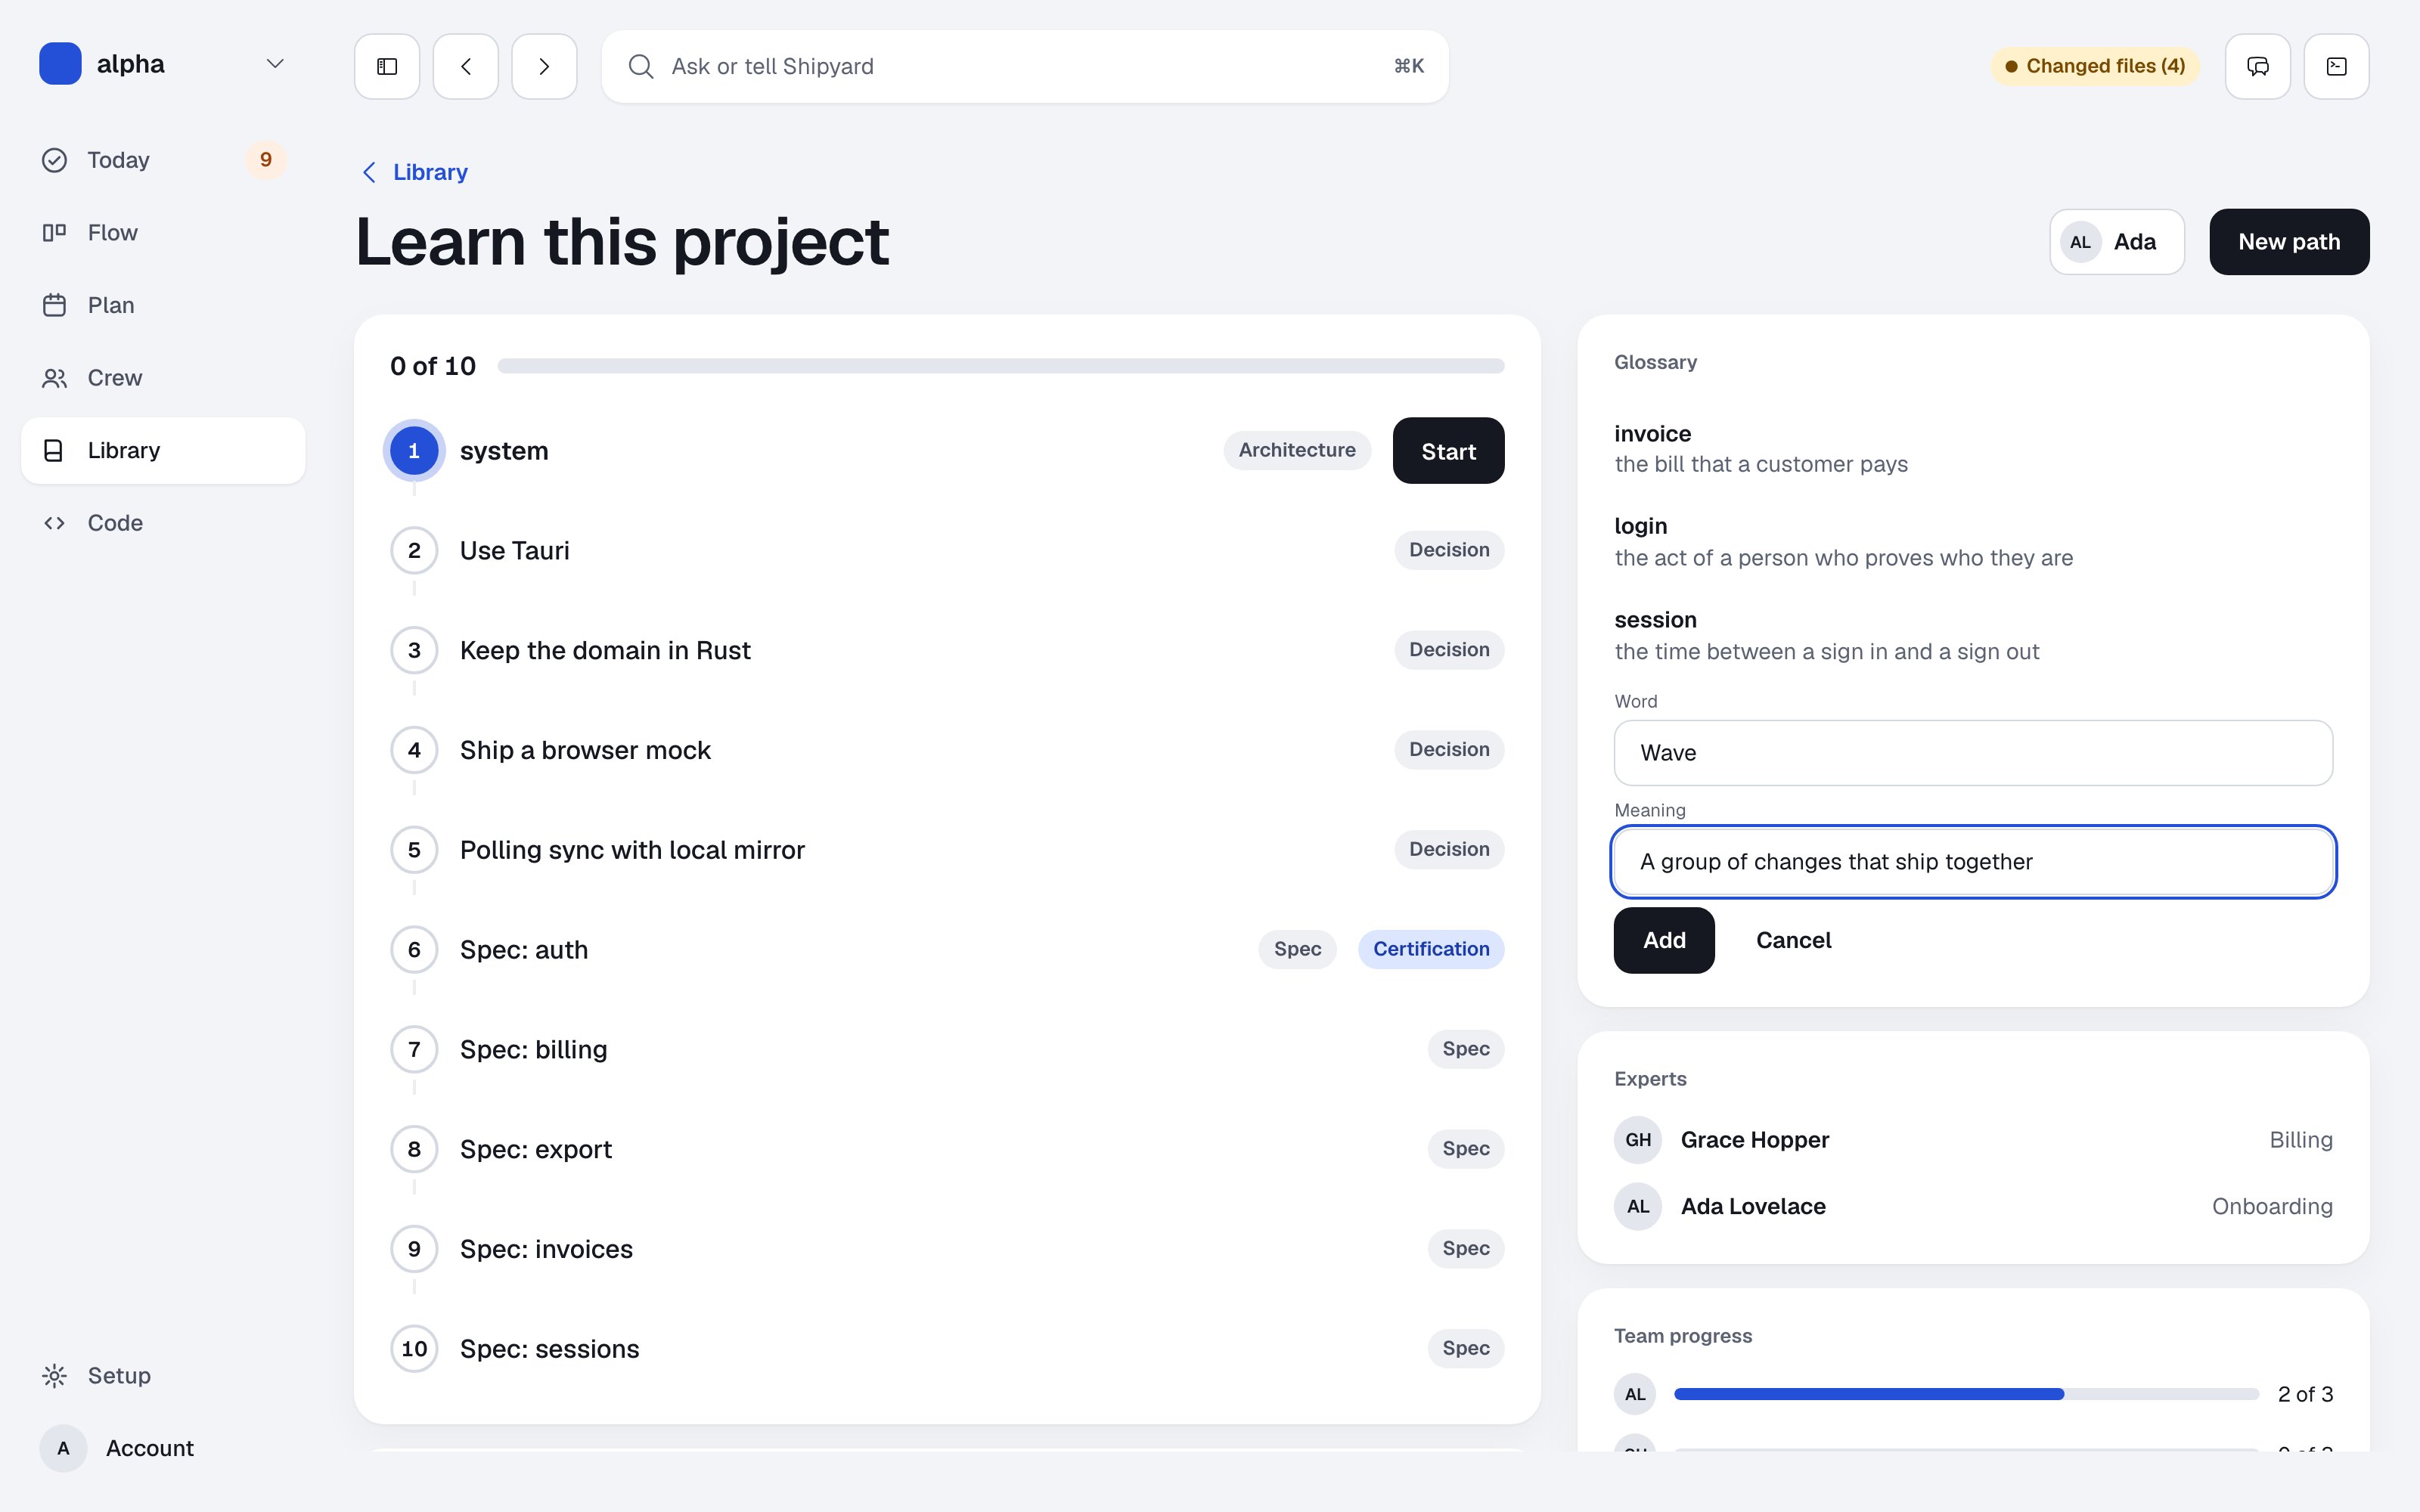 alpha
Today 9
Flow
Plan
Crew
Library
Code
Setup
A Account
Ask or tell Shipyard ⌘K
Changed files (4)
Library
Learn this project
AL Ada
New path
0 of 10
1 system Architecture Start
2 Use Tauri Decision
3 Keep the domain in Rust Decision
4 Ship a browser mock Decision
5 Polling sync with local mirror Decision
6 Spec: auth Spec Certification
7 Spec: billing Spec
8 Spec: export Spec
9 Spec: invoices Spec
10 Spec: sessions Spec
Glossary
invoice
the bill that a customer pays
login
the act of a person who proves who they are
session
the time between a sign in and a sign out
Word
Wave
Meaning
A group of changes that ship together
Add Cancel
Experts
GH Grace Hopper Billing
AL Ada Lovelace Onboarding
Team progress
AL 2 of 3